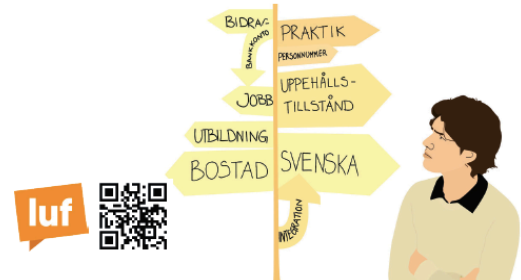 BIDRAG
BANKKONTO
JOBB
UTBILDNING
BOSTAD
PRAKTIK
PERSONNUMMER
UPPEHÅLLS-
TILLSTÅND
SVENSKA
INTEGRATION
luf